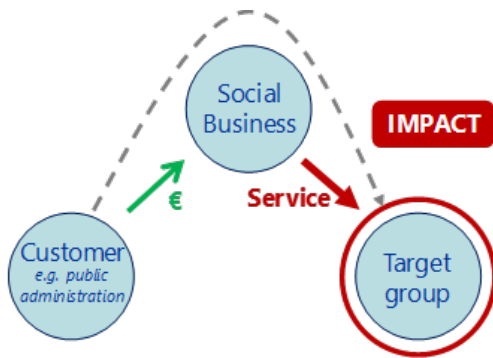 Social
Business
IMPACT
€
Service
Customer
e.g. public
administration
Target
group